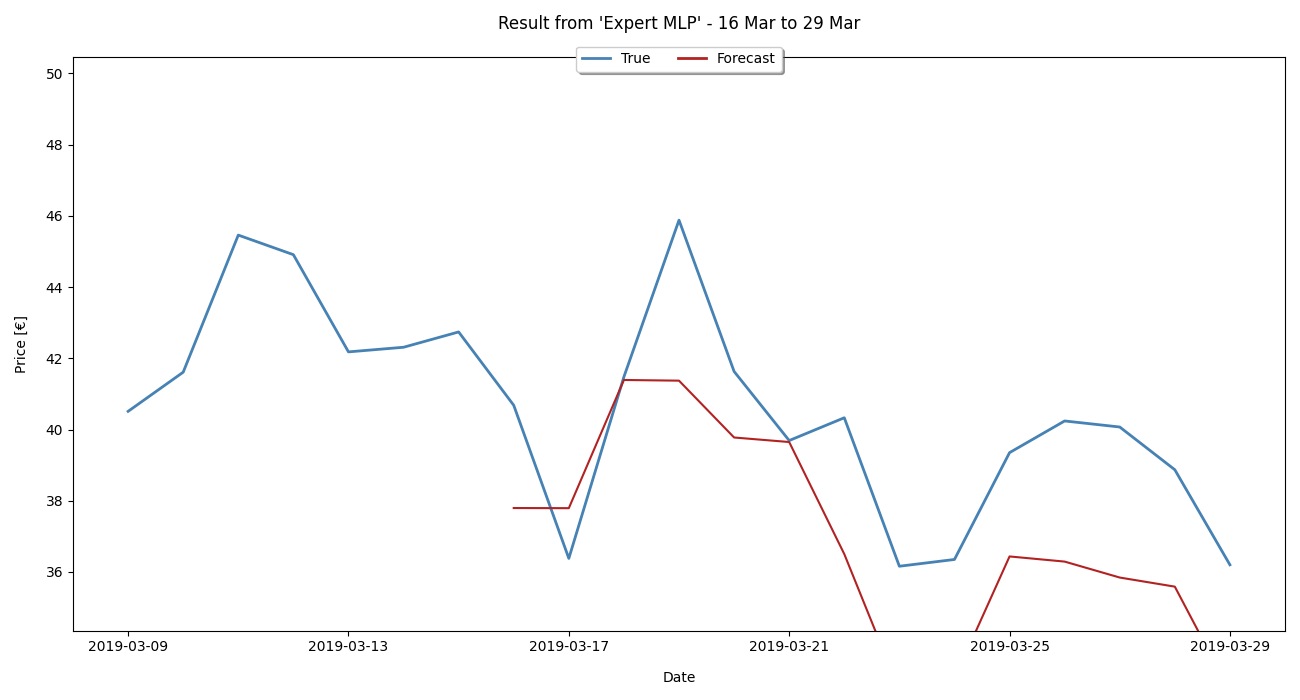 Result from 'Expert MLP' - 16 Mar to 29 Mar
True Forecast
50
48
46
44
42
40
38
36
Price [€]
2019-03-09 2019-03-13 2019-03-17 2019-03-21 2019-03-25 2019-03-29
Date